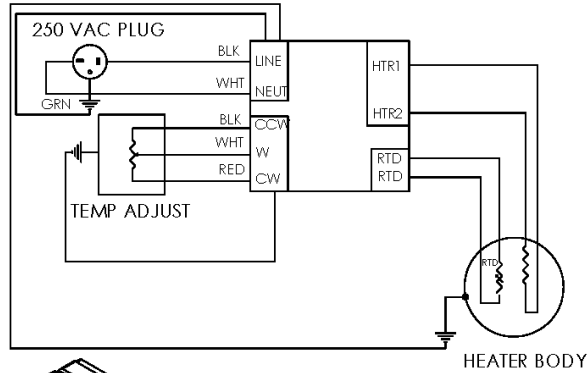 250 VAC PLUG
BLK
LINE
HTR1
WHT
NEUT
GRN
HTR2
BLK
CCW
WHT
W
RTD
RED
CW
RTD
TEMP ADJUST
RTD
HEATER BODY